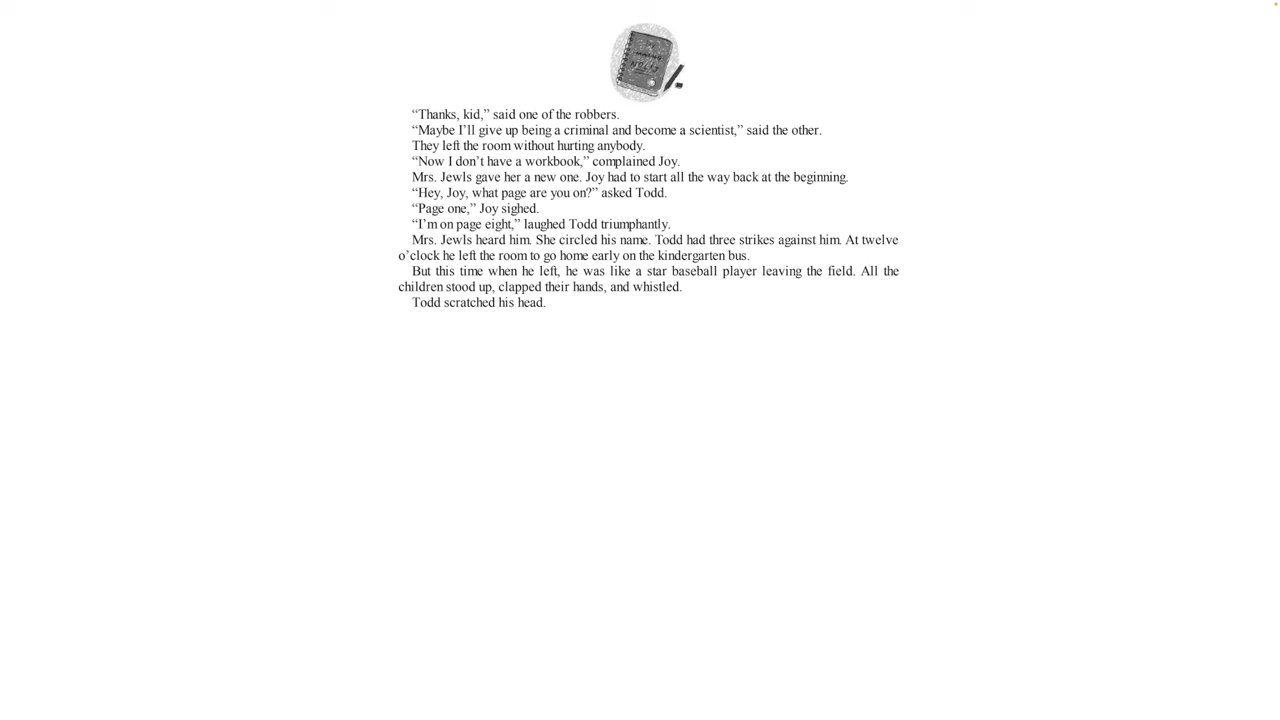 “Thanks, kid,” said one of the robbers.
“Maybe I’ll give up being a criminal and become a scientist,” said the other.
They left the room without hurting anybody.
“Now I don’t have a workbook,” complained Joy.
Mrs. Jewls gave her a new one. Joy had to start all the way back at the beginning.
“Hey, Joy, what page are you on?” asked Todd.
“Page one,” Joy sighed.
“I’m on page eight,” laughed Todd triumphantly.
Mrs. Jewls heard him. She circled his name. Todd had three strikes against him. At twelve
o’clock he left the room to go home early on the kindergarten bus.
But this time when he left, he was like a star baseball player leaving the field. All the
children stood up, clapped their hands, and whistled.
Todd scratched his head.